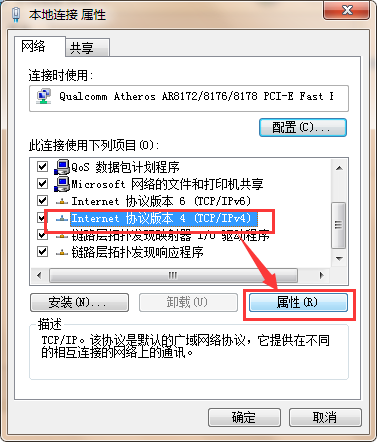 本地连接 属性
网络
共享
连接时使用:
Qualcomm Atheros AR8172/8176/8178 PCI-E Fast
配置(C)...
此连接使用下列项目(O):
QoS 数据包计划程序
Microsoft 网络的文件和打印机共享
Internet 协议版本 6 (TCP/IPv6)
Internet 协议版本 4 (TCP/IPv4)
链路层拓扑发现映射器 I/O 驱动程序
链路层拓扑发现响应程序
安装(N)...
卸载(U)
属性(R)
描述
TCP/IP。该协议是默认的广域网络协议，它提供在不同
的相互连接的网络上的通讯。
确定
取消